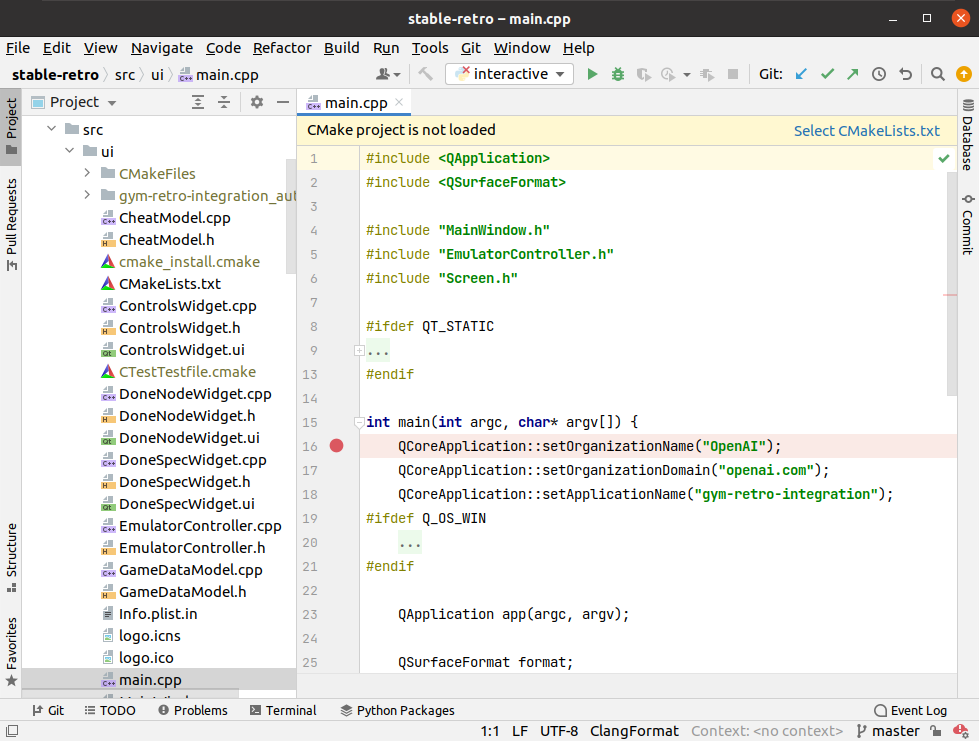 stable-retro – main.cpp
File Edit View Navigate Code Refactor Build Run Tools Git Window Help
stable-retro src ui main.cpp interactive Git:
Project
main.cpp
Project
Pull Requests
Structure
Favorites
src
ui
CMakeFiles
gym-retro-integration_aut
CheatModel.cpp
CheatModel.h
cmake_install.cmake
CMakeLists.txt
ControlsWidget.cpp
ControlsWidget.h
ControlsWidget.ui
CTestTestfile.cmake
DoneNodeWidget.cpp
DoneNodeWidget.h
DoneNodeWidget.ui
DoneSpecWidget.cpp
DoneSpecWidget.h
DoneSpecWidget.ui
EmulatorController.cpp
EmulatorController.h
GameDataModel.cpp
GameDataModel.h
Info.plist.in
logo.icns
logo.ico
main.cpp
CMake project is not loaded Select CMakeLists.txt
1 #include <QApplication>
2 #include <QSurfaceFormat>
3
4 #include "MainWindow.h"
5 #include "EmulatorController.h"
6 #include "Screen.h"
7
8 #ifdef QT_STATIC
9 ...
13 #endif
14
15 int main(int argc, char* argv[]) {
16 QCoreApplication::setOrganizationName("OpenAI");
17 QCoreApplication::setOrganizationDomain("openai.com");
18 QCoreApplication::setApplicationName("gym-retro-integration");
19 #ifdef Q_OS_WIN
20 ...
21 #endif
22
23 QApplication app(argc, argv);
24
25 QSurfaceFormat format;
Database
Commit
Git TODO Problems Terminal Python Packages Event Log
1:1 LF UTF-8 ClangFormat Context: <no context> master